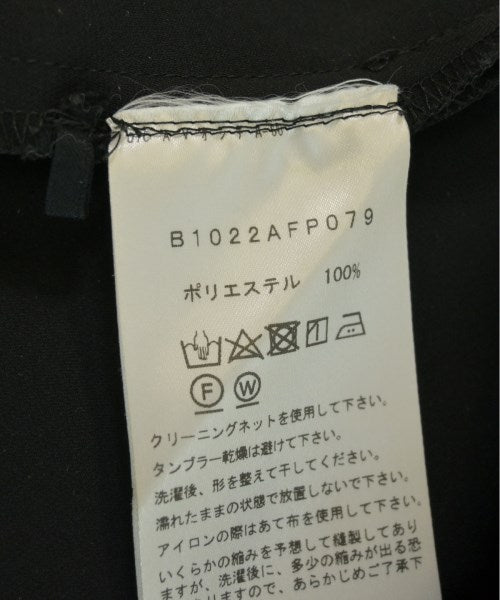 B1022AFP079
ポリエステル 100%
F W
クリーニングネットを使用して下さい。
タンブラー乾燥は避けて下さい。
洗濯後、形を整えて干してください。
濡れたままの状態で放置しないで下さい。
アイロンの際はあて布を使用して下さい。
いくらかの縮みを予想して縫製してあり
ますが、洗濯後に、多少の縮みが出る恐
りますので、あらかじめご了承下